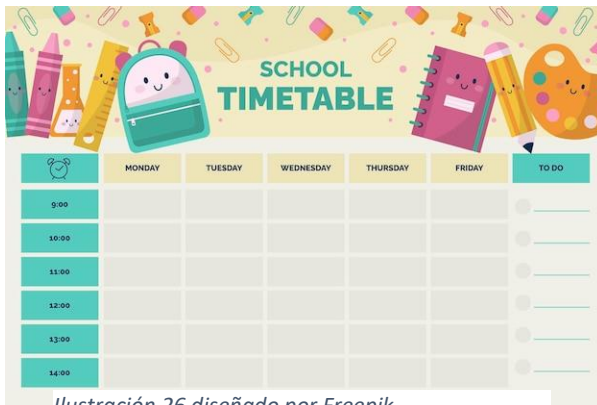 SCHOOL
TIMETABLE
MONDAY TUESDAY WEDNESDAY THURSDAY FRIDAY TO DO
9:00
10:00
11:00
12:00
13:00
14:00
Ilustración 26 diseñado por Freepik